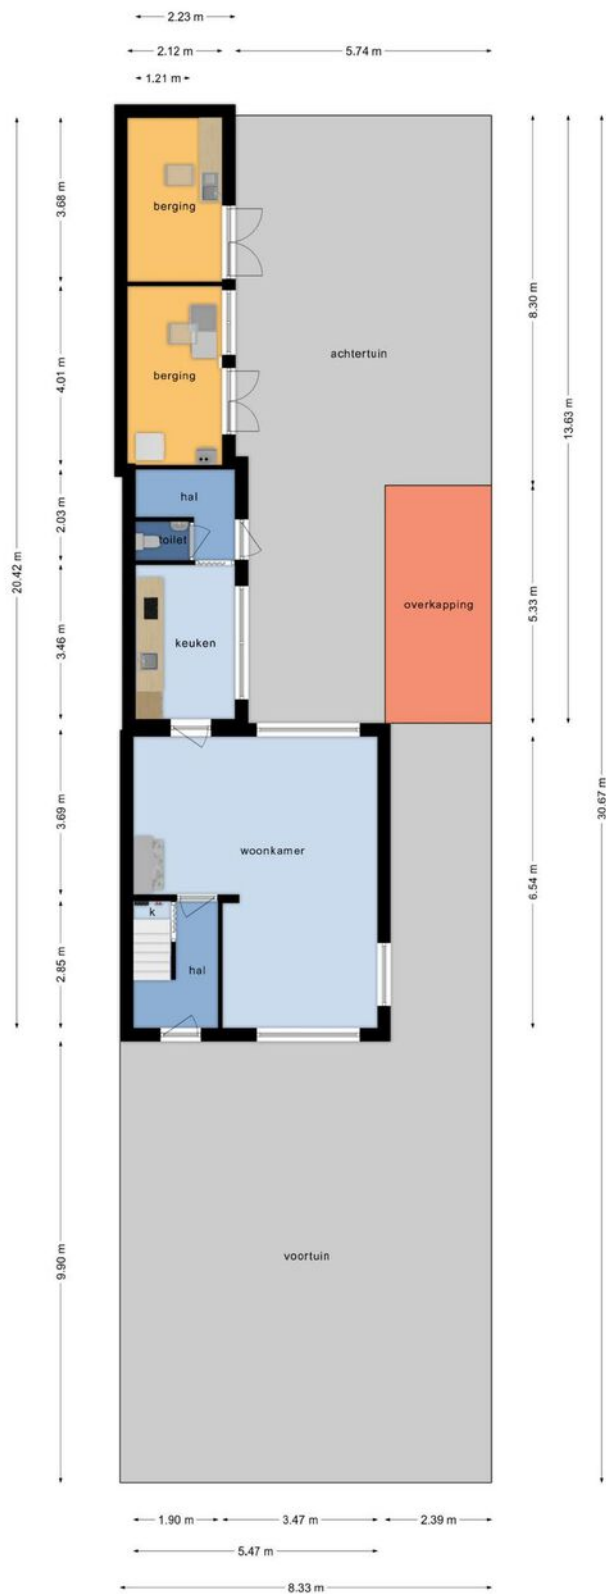 2.23 m
2.12 m
5.74 m
1.21 m
3.68 m
berging
8.30 m
achtertuin
4.01 m
berging
13.63 m
2.03 m
hal
toilet
20.42 m
overkapping
5.33 m
3.46 m
keuken
30.67 m
3.69 m
woonkamer
6.54 m
k
2.85 m
hal
9.90 m
voortuin
1.90 m
3.47 m
2.39 m
5.47 m
8.33 m